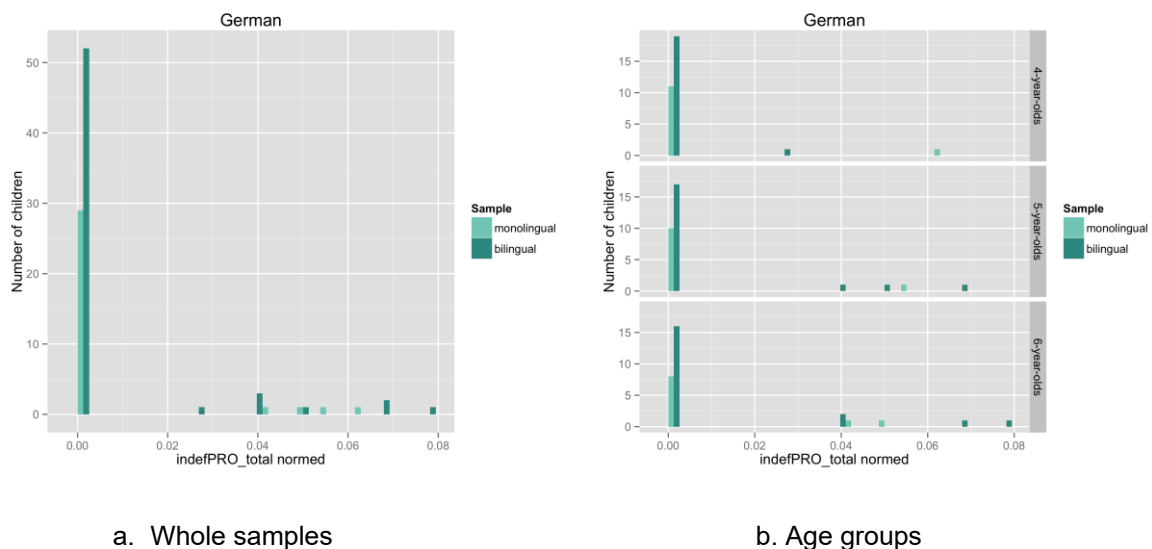 German
50
40
30
20
10
0
Number of children
0.00 0.02 0.04 0.06 0.08
indefPRO_total normed
Sample
monolingual
bilingual
a. Whole samples
German
15
10
5
0
4-year-olds
15
10
5
0
5-year-olds
15
10
5
0
6-year-olds
Number of children
0.00 0.02 0.04 0.06 0.08
indefPRO_total normed
Sample
monolingual
bilingual
b. Age groups